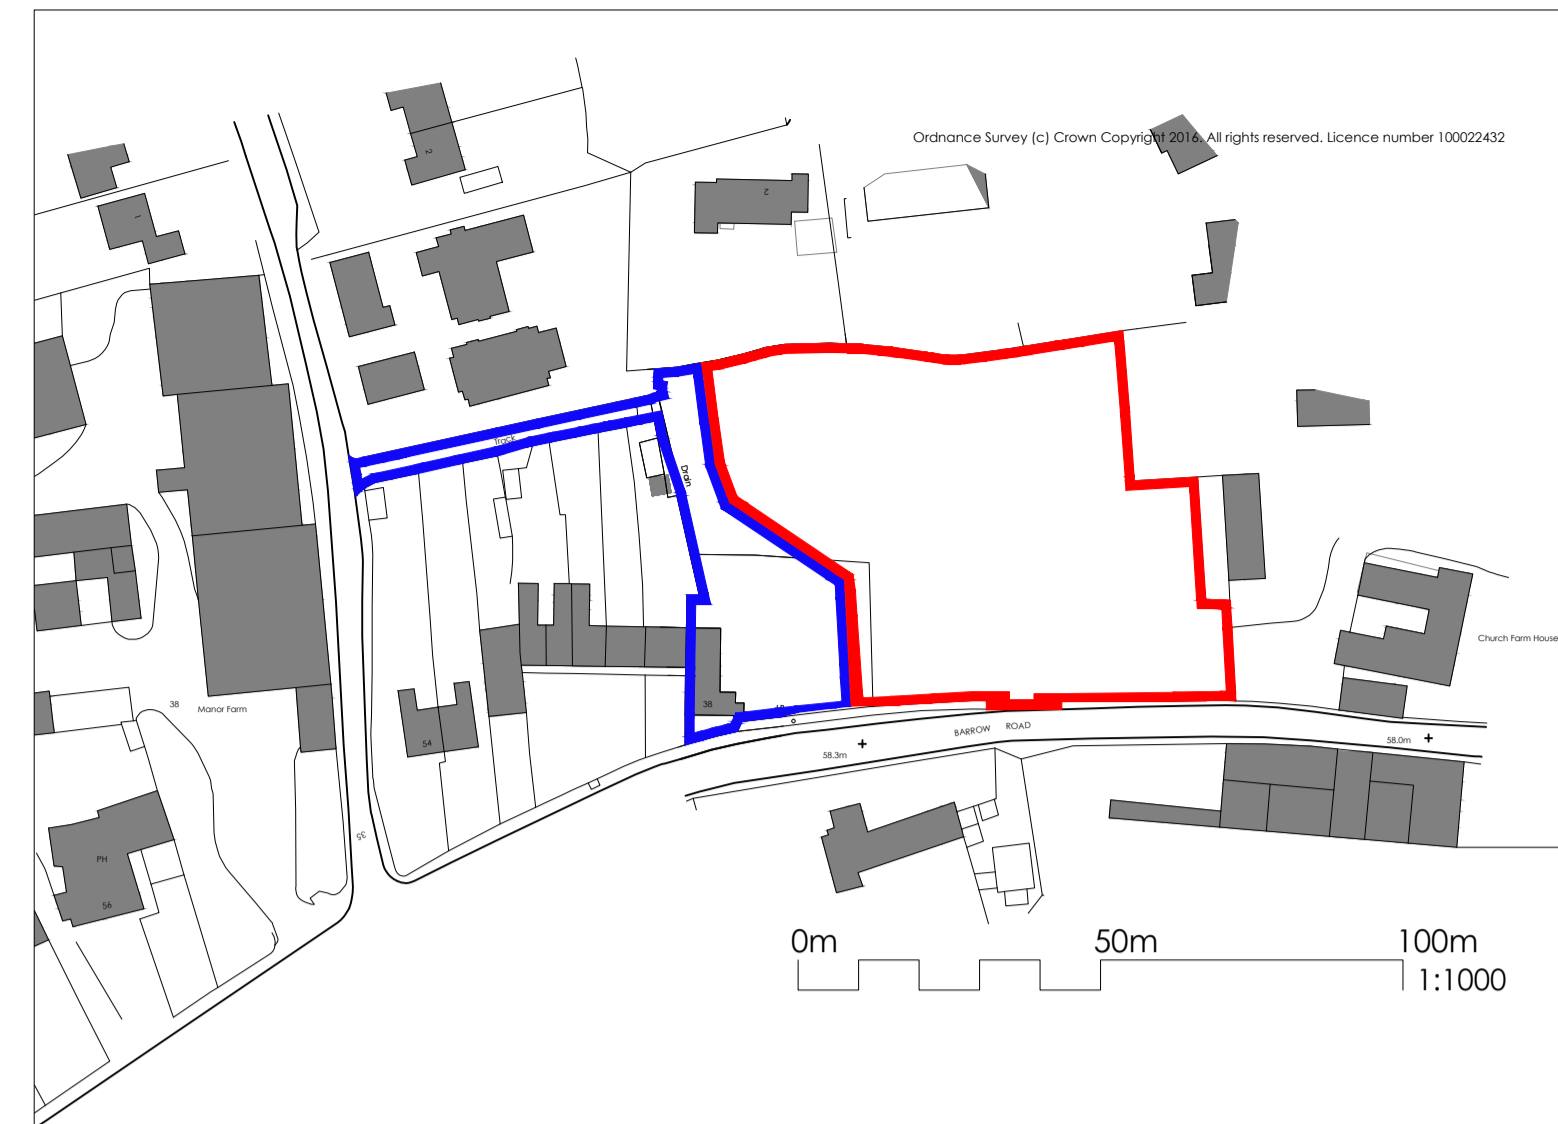 Ordnance Survey (c) Crown Copyright 2016. All rights reserved. Licence number 100022432
2
2
1
Track
Drain
Church Farm House
38
Manor Farm
38
54
BARROW ROAD
58.3m
58.0m
35
PH
56
0m 50m 100m
1:1000